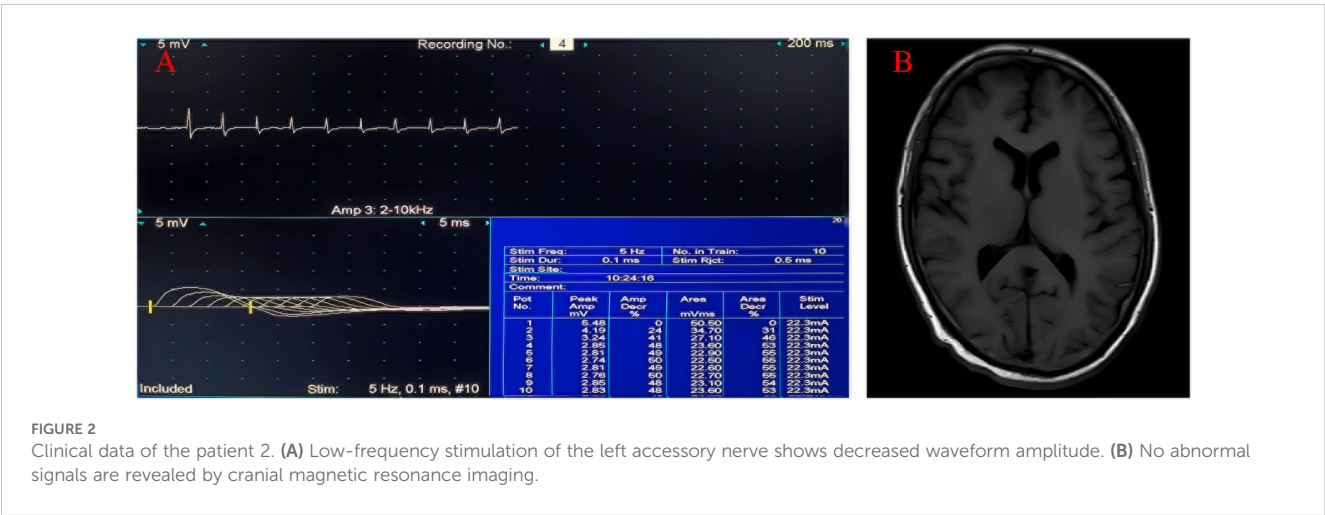 5 mV
Recording No.: 4
200 ms
A
B
Amp 3: 2-10kHz
5 mV
5 ms
20
Stim Freq: 5 Hz No. in Train: 10
Stim Dur: 0.1 ms Stim Rjct: 0.5 ms
Stim Site:
Time: 10:24:16
Comment:
Pot No. Peak Amp mV Amp Decr % Area mVms Area Decr % Stim Level
1 5.48 0 50.50 0 22.3mA
2 4.19 24 34.70 31 22.3mA
3 3.24 41 27.10 46 22.3mA
4 2.85 48 23.60 53 22.3mA
5 2.81 49 22.90 55 22.3mA
6 2.74 50 22.50 55 22.3mA
7 2.81 49 22.60 55 22.3mA
8 2.76 50 22.70 55 22.3mA
9 2.85 48 23.10 54 22.3mA
10 2.83 48 23.60 53 22.3mA
Included Stim: 5 Hz, 0.1 ms, #10
FIGURE 2
Clinical data of the patient 2. (A) Low-frequency stimulation of the left accessory nerve shows decreased waveform amplitude. (B) No abnormal
signals are revealed by cranial magnetic resonance imaging.